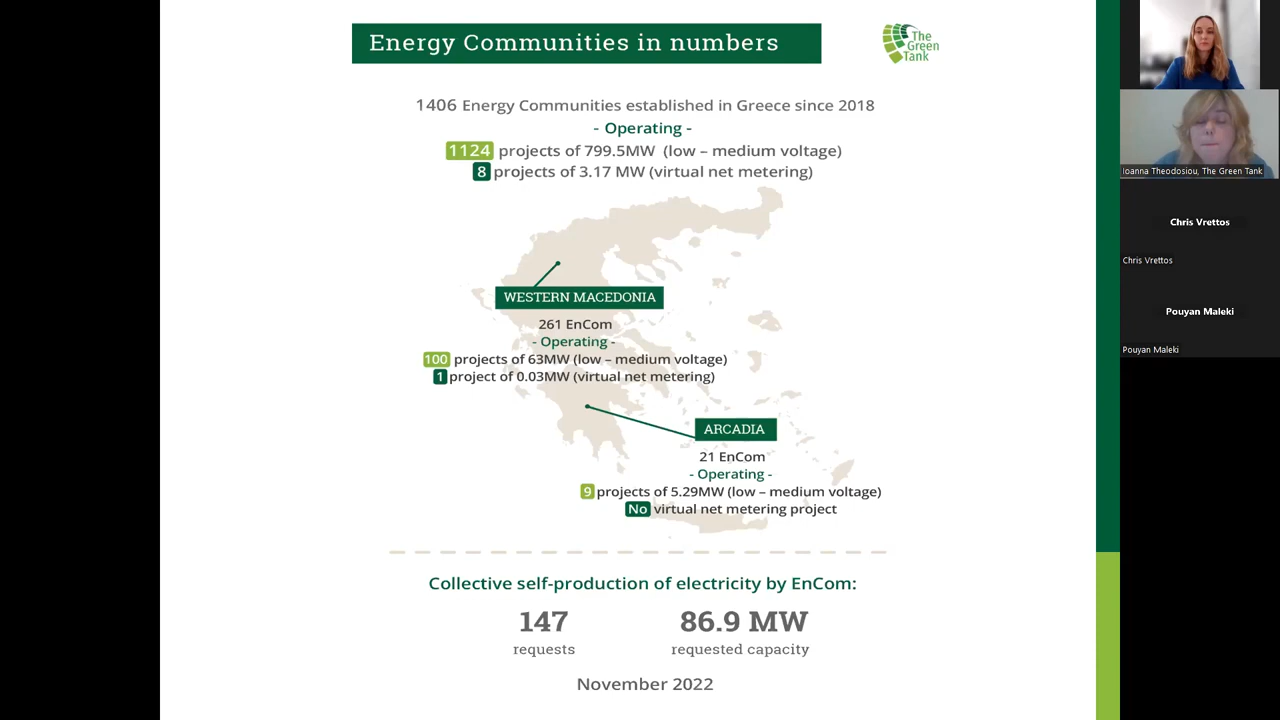 Energy Communities in numbers
The
Green
Tank
1406 Energy Communities established in Greece since 2018
- Operating -
1124 projects of 799.5MW (low – medium voltage)
8 projects of 3.17 MW (virtual net metering)
WESTERN MACEDONIA
261 EnCom
- Operating -
100 projects of 63MW (low – medium voltage)
1 project of 0.03MW (virtual net metering)
ARCADIA
21 EnCom
- Operating -
9 projects of 5.29MW (low – medium voltage)
No virtual net metering project
Collective self-production of electricity by EnCom:
147 86.9 MW
requests requested capacity
November 2022
Ioanna Theodosiou, The Green Tank
Chris Vrettos
Chris Vrettos
Pouyan Maleki
Pouyan Maleki